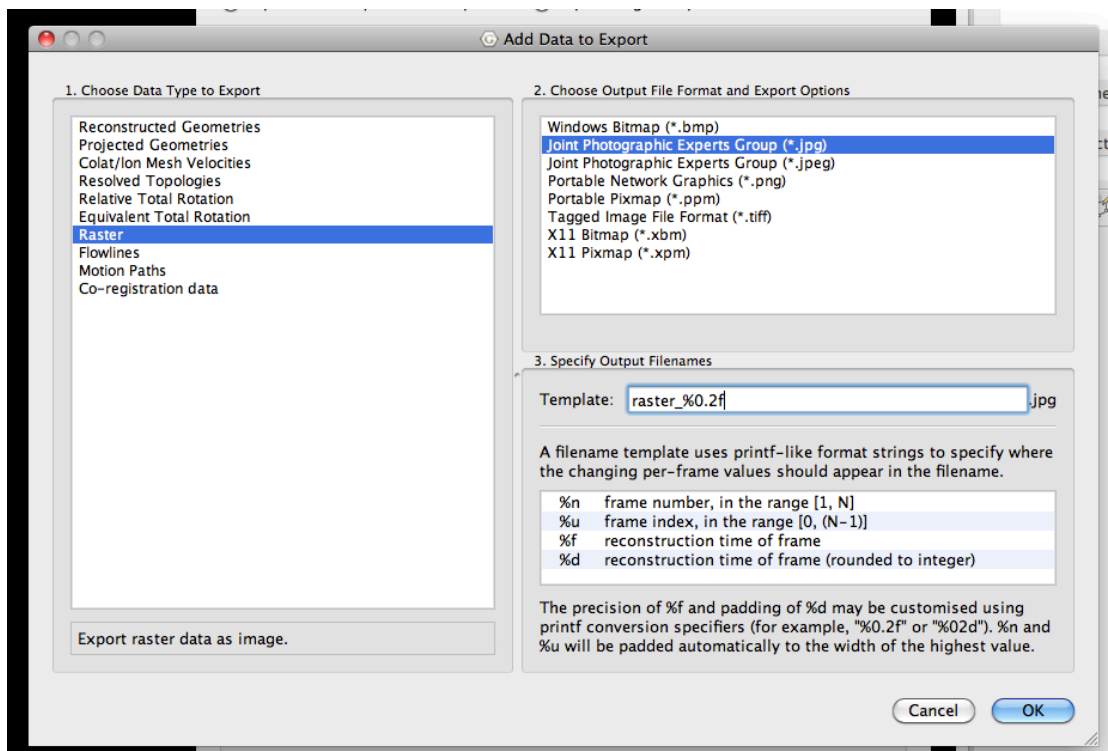 Add Data to Export
1. Choose Data Type to Export
Reconstructed Geometries
Projected Geometries
Colat/lon Mesh Velocities
Resolved Topologies
Relative Total Rotation
Equivalent Total Rotation
Raster
Flowlines
Motion Paths
Co-registration data
Export raster data as image.
2. Choose Output File Format and Export Options
Windows Bitmap (*.bmp)
Joint Photographic Experts Group (*.jpg)
Joint Photographic Experts Group (*.jpeg)
Portable Network Graphics (*.png)
Portable Pixmap (*.ppm)
Tagged Image File Format (*.tiff)
X11 Bitmap (*.xbm)
X11 Pixmap (*.xpm)
3. Specify Output Filenames
Template: raster_%0.2f .jpg
A filename template uses printf-like format strings to specify where
the changing per-frame values should appear in the filename.
%n frame number, in the range [1, N]
%u frame index, in the range [0, (N-1)]
%f reconstruction time of frame
%d reconstruction time of frame (rounded to integer)
The precision of %f and padding of %d may be customised using
printf conversion specifiers (for example, "%0.2f" or "%02d"). %n and
%u will be padded automatically to the width of the highest value.
Cancel OK